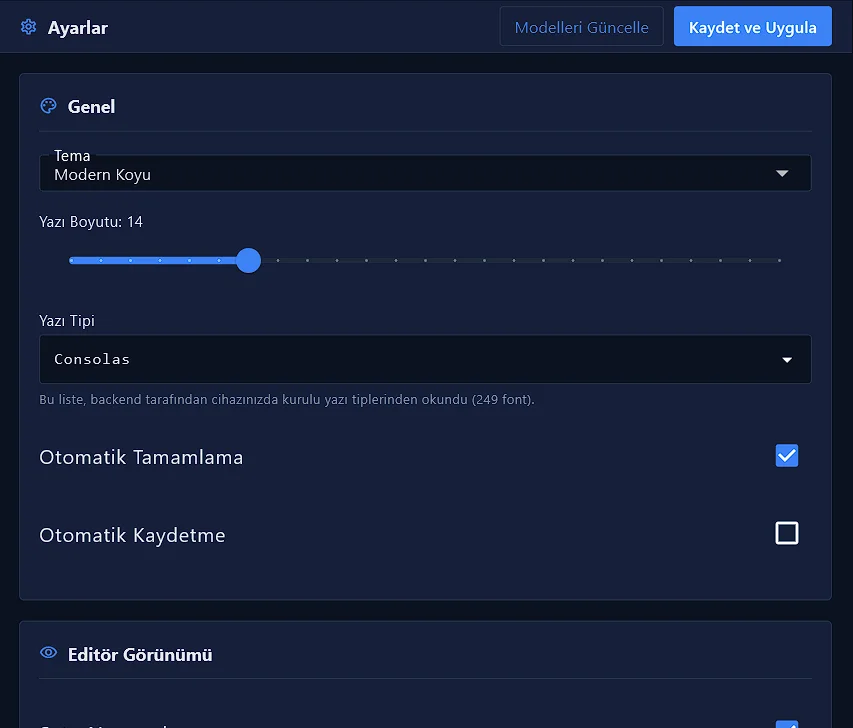 Ayarlar
Modelleri Güncelle
Kaydet ve Uygula
Genel
Tema
Modern Koyu
Yazı Boyutu: 14
Yazı Tipi
Consolas
Bu liste, backend tarafından cihazınızda kurulu yazı tiplerinden okundu (249 font).
Otomatik Tamamlama
Otomatik Kaydetme
Editör Görünümü